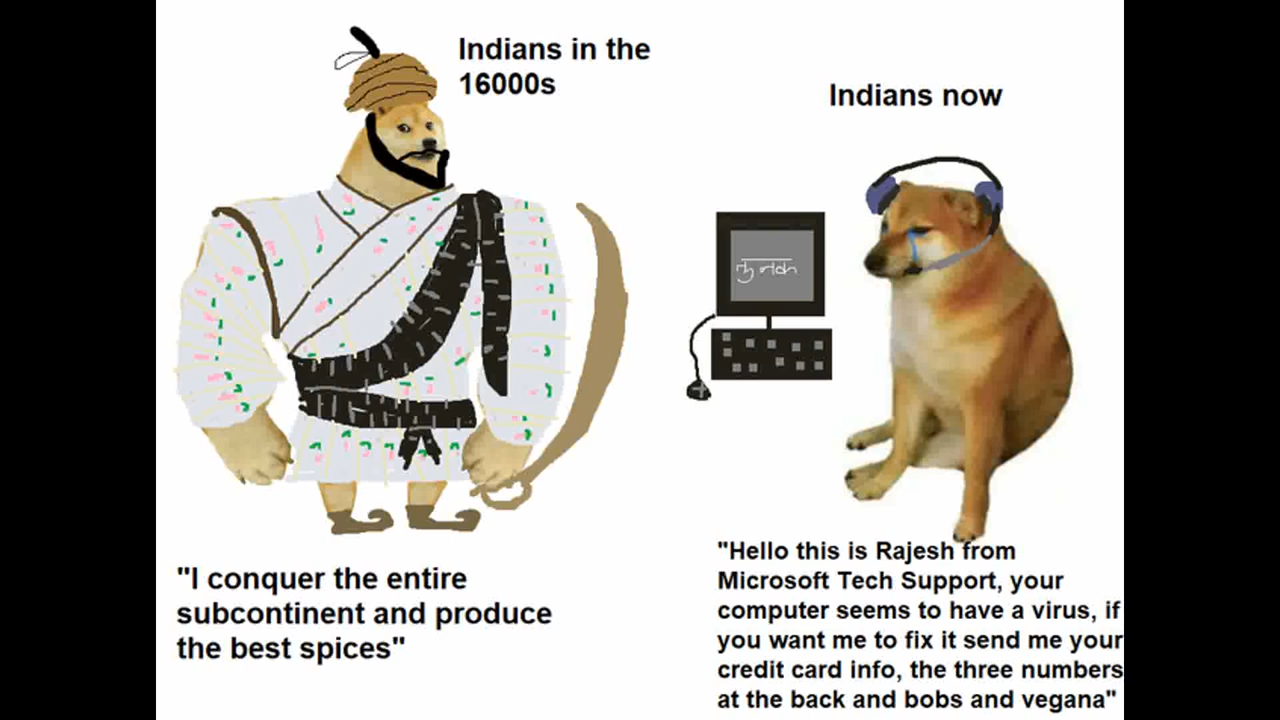 Indians in the
16000s
"I conquer the entire
subcontinent and produce
the best spices"
Indians now
"Hello this is Rajesh from
Microsoft Tech Support, your
computer seems to have a virus, if
you want me to fix it send me your
credit card info, the three numbers
at the back and bobs and vegana"